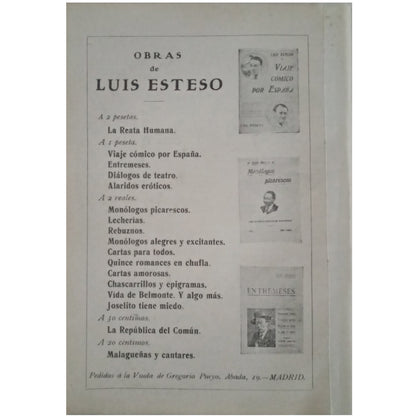 OBRAS
de
LUIS ESTESO
A 2 pesetas.
La Reata Humana.
A 1 peseta.
Viaje cómico por España.
Entremeses.
Diálogos de teatro.
Alaridos eróticos.
A 2 reales.
Monólogos picarescos.
Lecherías.
Rebuznos.
Monólogos alegres y excitantes.
Cartas para todos.
Quince romances en chufla.
Cartas amorosas.
Chascarrillos y epigramas.
Vida de Belmonte. Y algo más.
Joselito tiene miedo.
A 30 centimos.
La República del Común.
A 20 centimos
Malagueñas y cantares.
Pedidos á la Viuda de Gregorio Pueyo, Abada, 19.—MADRID.
VIAJE
CÓMICO
POR ESPAÑA
Monólogos
picarescos
ENTREMESES